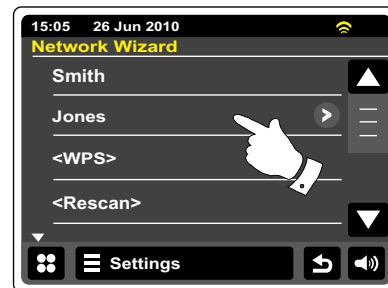 15:05 26 Jun 2010
Network Wizard
Smith
Jones
<WPS>
<Rescan>
Settings